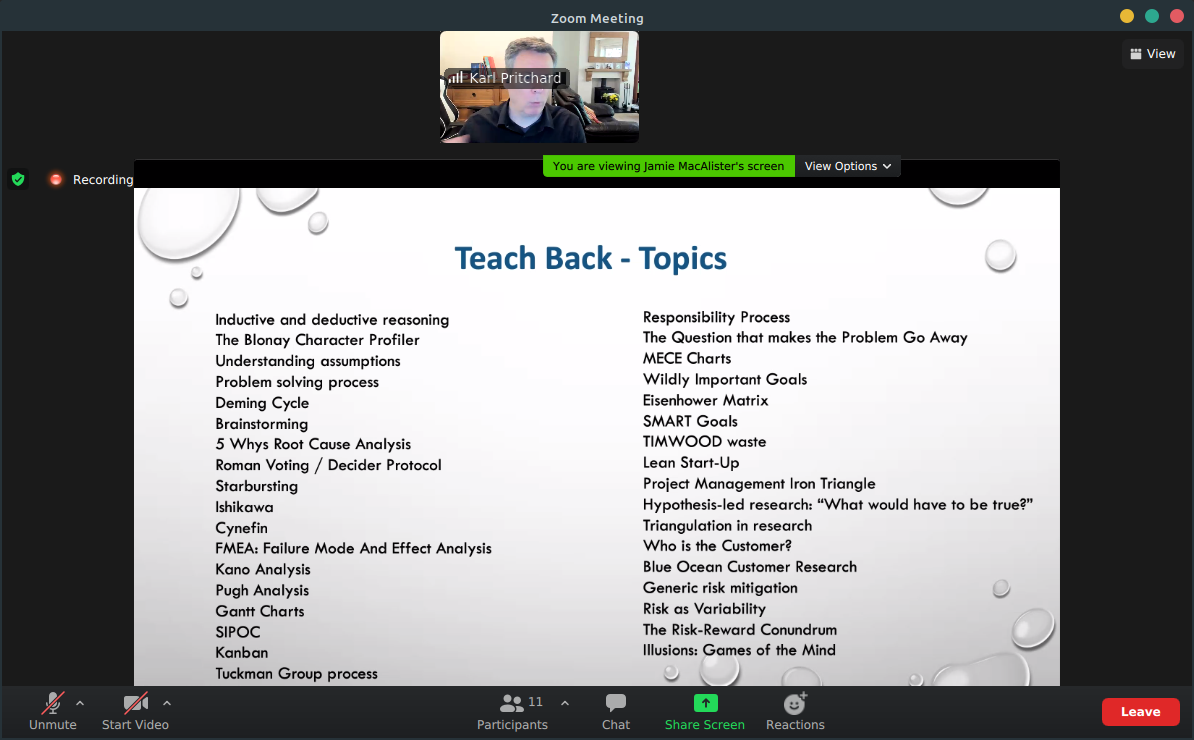 Zoom Meeting
View
Karl Pritchard
You are viewing Jamie MacAlister's screen
View Options
Recording
Teach Back - Topics
Inductive and deductive reasoning
The Blonay Character Profiler
Understanding assumptions
Problem solving process
Deming Cycle
Brainstorming
5 Whys Root Cause Analysis
Roman Voting / Decider Protocol
Starbursting
Ishikawa
Cynefin
FMEA: Failure Mode And Effect Analysis
Kano Analysis
Pugh Analysis
Gantt Charts
SIPOC
Kanban
Tuckman Group process
Responsibility Process
The Question that makes the Problem Go Away
MECE Charts
Wildly Important Goals
Eisenhower Matrix
SMART Goals
TIMWOOD waste
Lean Start-Up
Project Management Iron Triangle
Hypothesis-led research: “What would have to be true?”
Triangulation in research
Who is the Customer?
Blue Ocean Customer Research
Generic risk mitigation
Risk as Variability
The Risk-Reward Conundrum
Illusions: Games of the Mind
Unmute
Start Video
11
Participants
Chat
Share Screen
Reactions
Leave